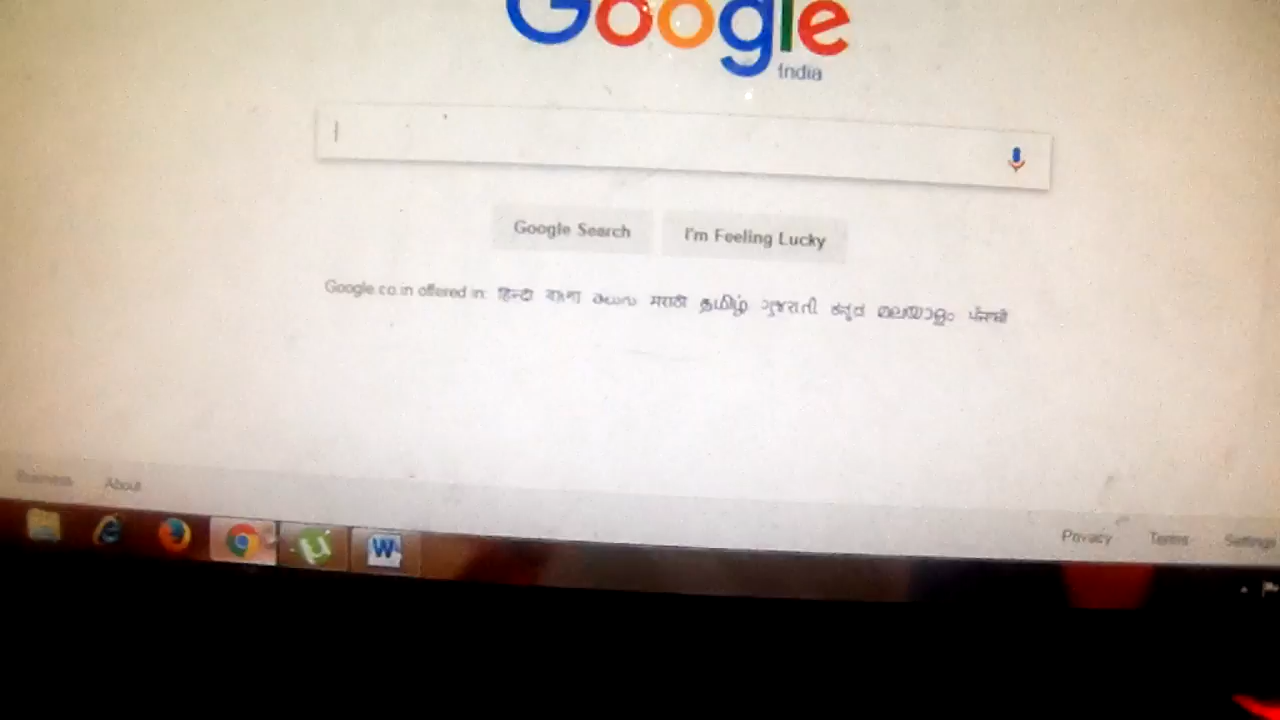 Google
India
Google Search I'm Feeling Lucky
Google.co.in offered in: हिन्दी বাংলা తెలుగు मराठी தமிழ் ગુજરાતી ಕನ್ನಡ മലയാളം ਪੰਜਾਬੀ
Business About
Privacy Terms Settings
W